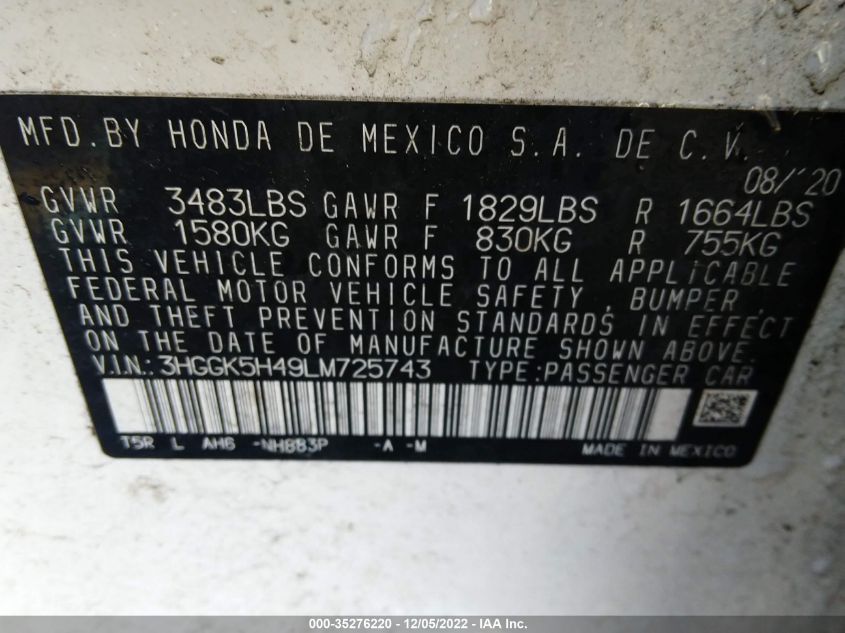 MFD.BY HONDA DE MEXICO S.A. DE C.V.
08/'20
GVWR 3483LBS GAWR F 1829LBS R 1664LBS
GVWR 1580KG GAWR F 830KG R 755KG
THIS VEHICLE CONFORMS TO ALL APPLICABLE
FEDERAL MOTOR VEHICLE SAFETY, BUMPER,
AND THEFT PREVENTION STANDARDS IN EFFECT
ON THE DATE OF MANUFACTURE SHOWN ABOVE.
V.I.N.: 3HGGK5H49LM725743 TYPE:PASSENGER CAR
T5R L AH6 -NH883P -A -M MADE IN MEXICO
000-35276220 - 12/05/2022 - IAA Inc.